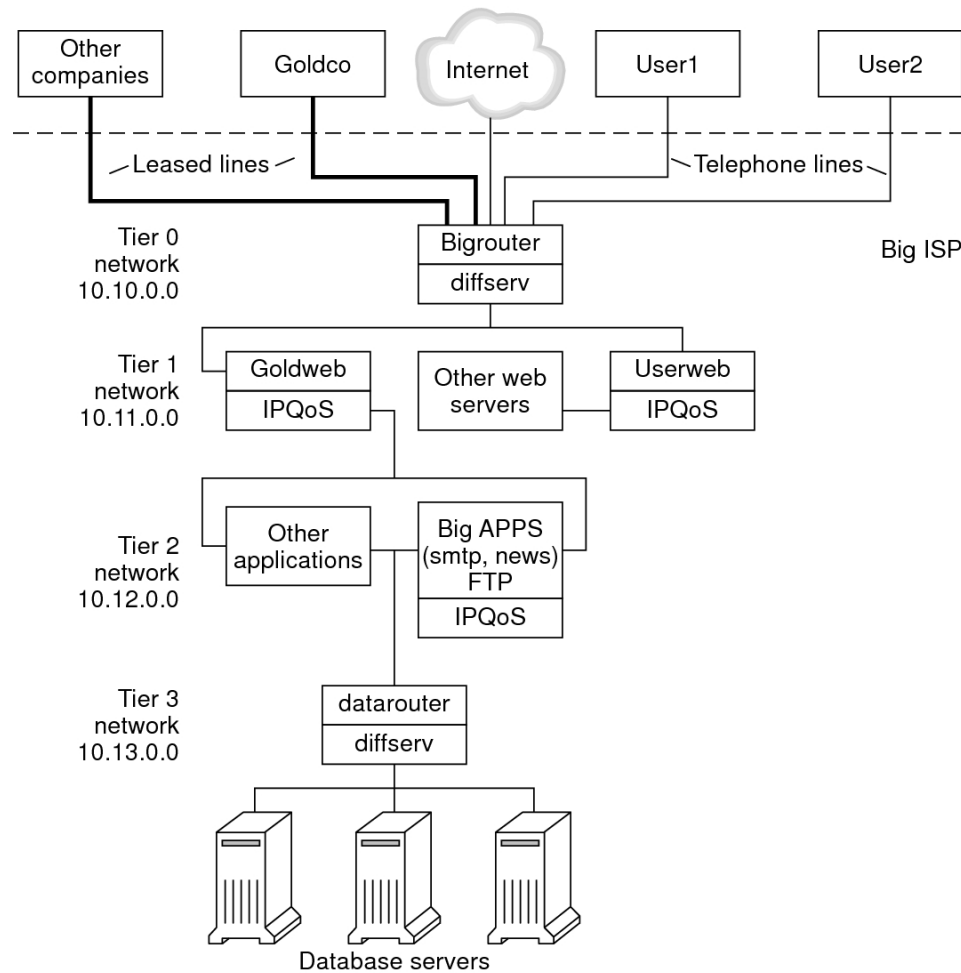 Other
companies
Goldco
Internet
User1
User2
Leased lines
Telephone lines
Tier 0
network
10.10.0.0
Bigrouter
diffserv
Big ISP
Tier 1
network
10.11.0.0
Goldweb
IPQoS
Other web
servers
Userweb
IPQoS
Tier 2
network
10.12.0.0
Other
applications
Big APPS
(smtp, news)
FTP
IPQoS
Tier 3
network
10.13.0.0
datarouter
diffserv
Database servers